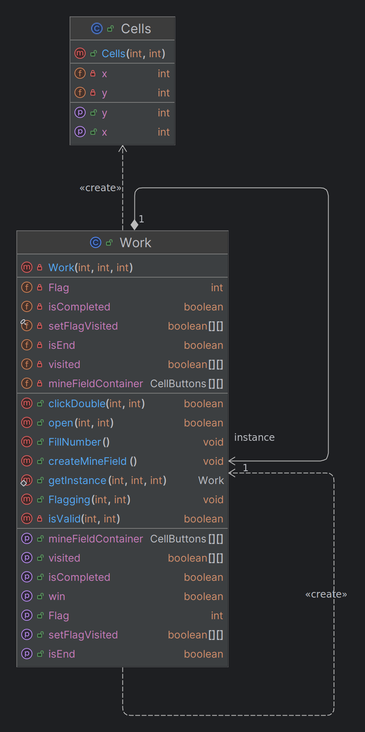 Cells
Cells(int, int)
x int
y int
y int
x int
«create»
1
Work
Work(int, int, int)
Flag int
isCompleted boolean
setFlagVisited boolean[][]
isEnd boolean
visited boolean[][]
mineFieldContainer CellButtons[][]
clickDouble(int, int) boolean
open(int, int) boolean
FillNumber() void
instance
createMineField () void
1
getInstance(int, int, int) Work
Flagging(int, int) void
isValid(int, int) boolean
mineFieldContainer CellButtons[][]
visited boolean[][]
isCompleted boolean
win boolean
«create»
Flag int
setFlagVisited boolean[][]
isEnd boolean